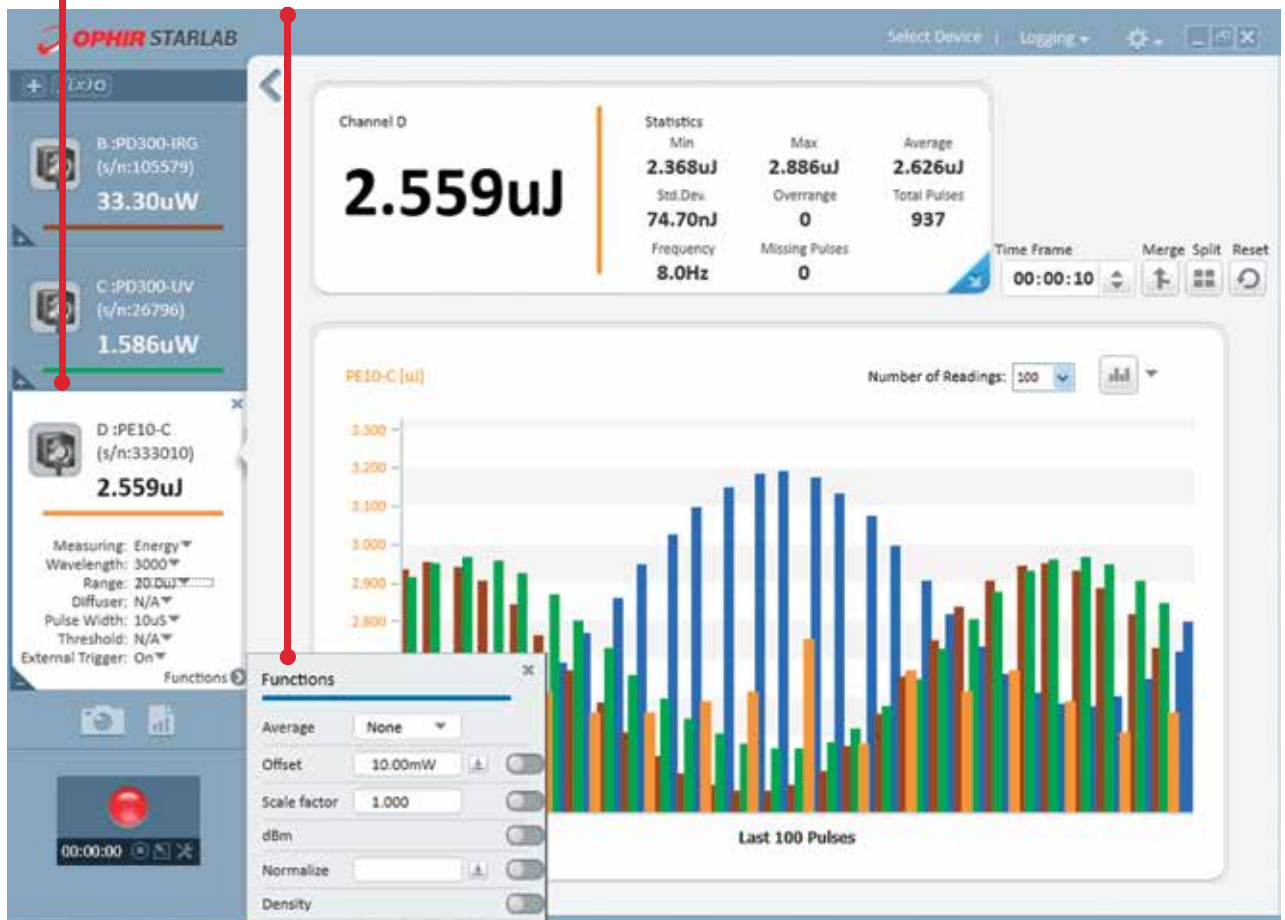 OPHIR STARLAB
Select Device | Logging
B :PD300-IRG
(s/n:105579)
33.30uW
C :PD300-UV
(s/n:26796)
1.586uW
D :PE10-C
(s/n:333010)
2.559uJ
Measuring: Energy
Wavelength: 3000
Range: 20.0uJ
Diffuser: N/A
Pulse Width: 10uS
Threshold: N/A
External Trigger: On
Functions
00:00:00
Channel D
2.559uJ
Statistics
Min Max Average
2.368uJ 2.886uJ 2.626uJ
Std.Dev. Overrange Total Pulses
74.70nJ 0 937
Frequency Missing Pulses
8.0Hz 0
Time Frame Merge Split Reset
00:00:10
PE10-C [uJ]
Number of Readings: 100
3.300
3.200
3.100
3.000
2.900
2.800
Last 100 Pulses
Functions
Average None
Offset 10.00mW
Scale factor 1.000
dBm
Normalize
Density